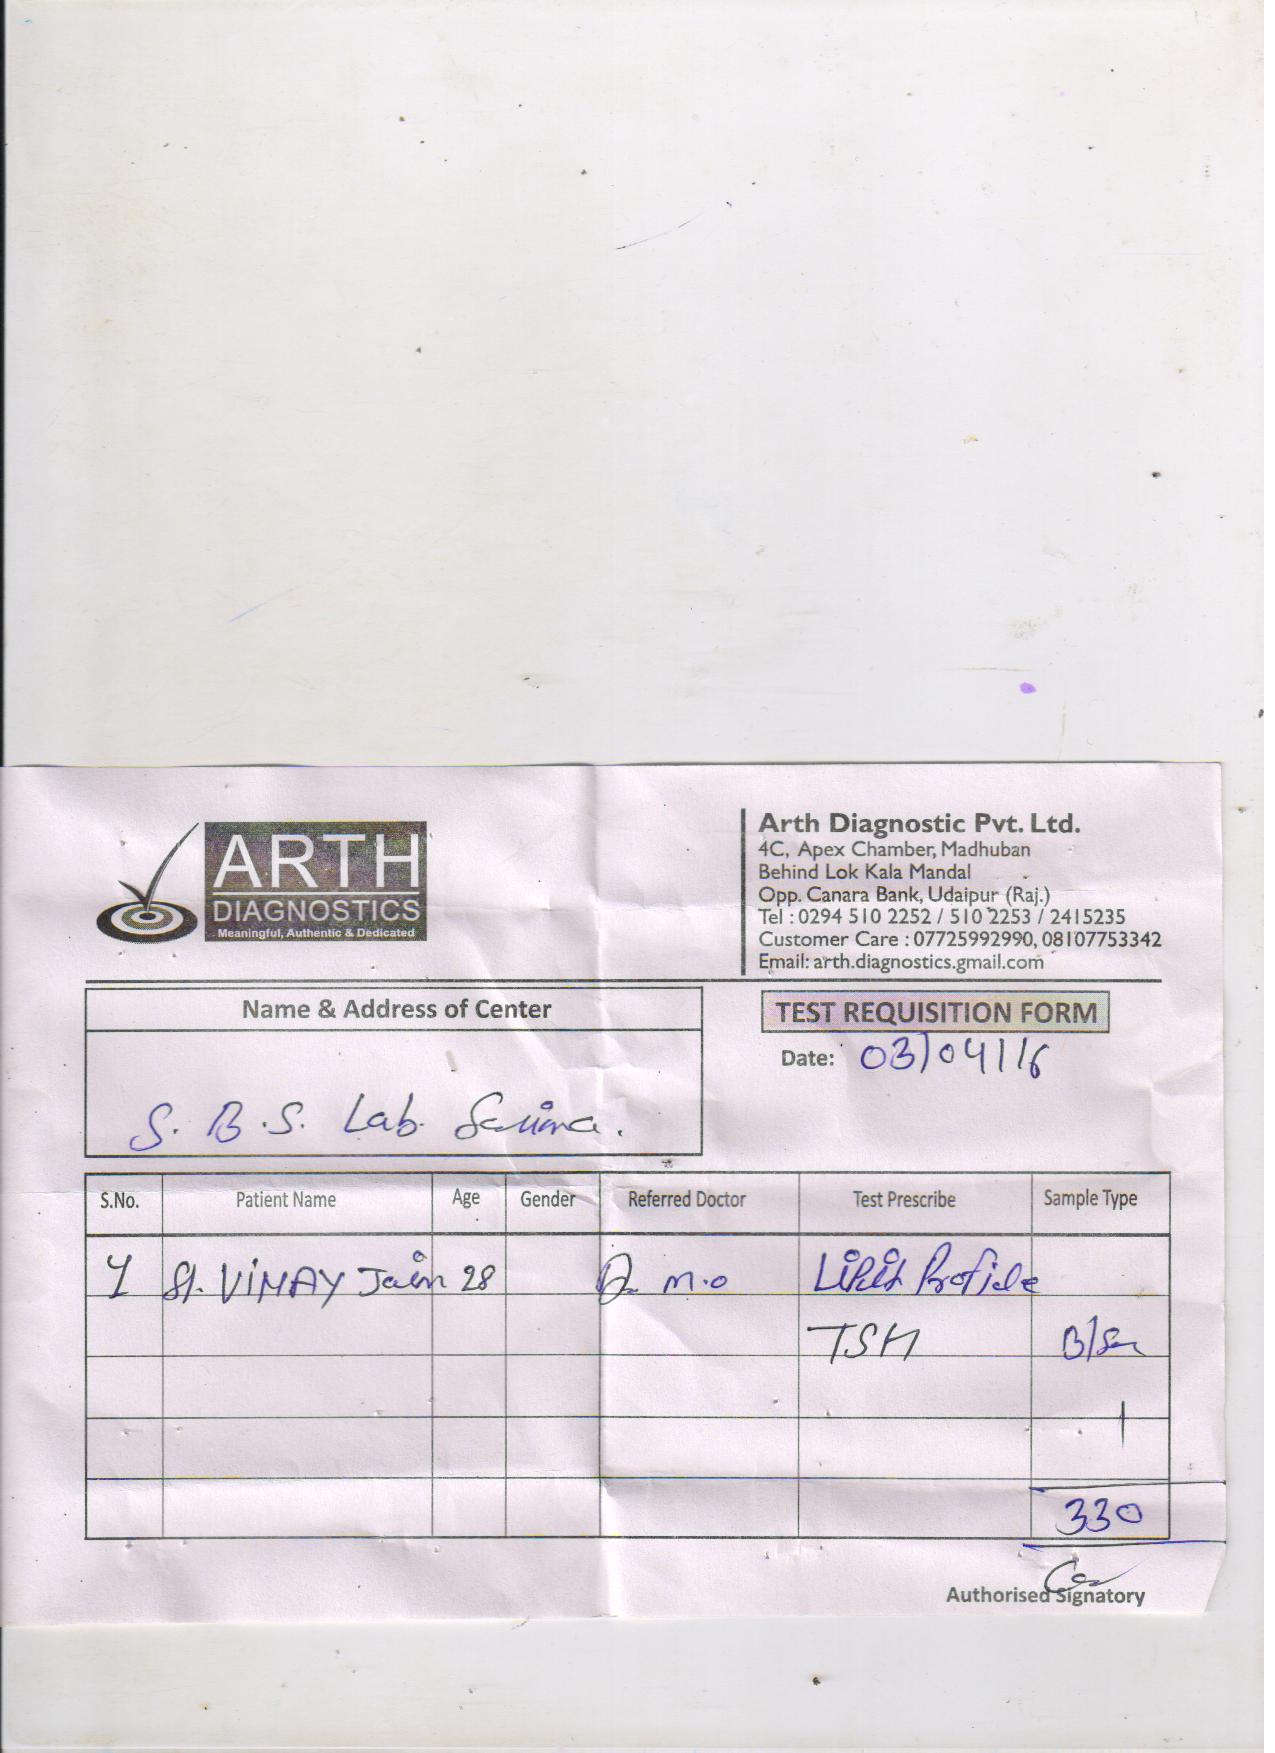 ARTH
DIAGNOSTICS
Meaningful, Authentic & Dedicated
Arth Diagnostic Pvt. Ltd.
4C, Apex Chamber, Madhuban
Behind Lok Kala Mandal
Opp. Canara Bank, Udaipur (Raj.)
Tel : 0294 510 2252 / 510 2253 / 2415235
Customer Care : 07725992990, 08107753342
Email: arth.diagnostics.gmail.com
Name & Address of Center
S. B. S. Lab.
TEST REQUISITION FORM
Date: 03/04/16
S.No. Patient Name Age Gender Referred Doctor Test Prescribe Sample Type
1 VINAY Jain 28 Dr. M.O Profile
TSH
330
Authorised Signatory